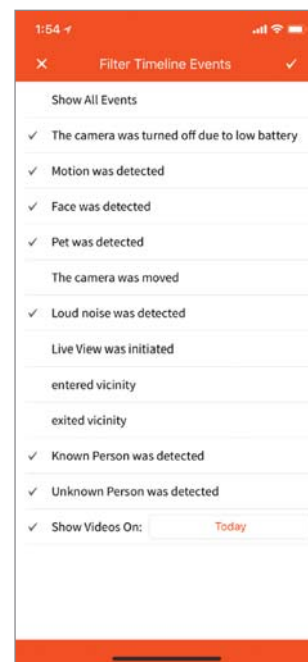 1:54
Filter Timeline Events
Show All Events
The camera was turned off due to low battery
Motion was detected
Face was detected
Pet was detected
The camera was moved
Loud noise was detected
Live View was initiated
entered vicinity
exited vicinity
Known Person was detected
Unknown Person was detected
Show Videos On: Today